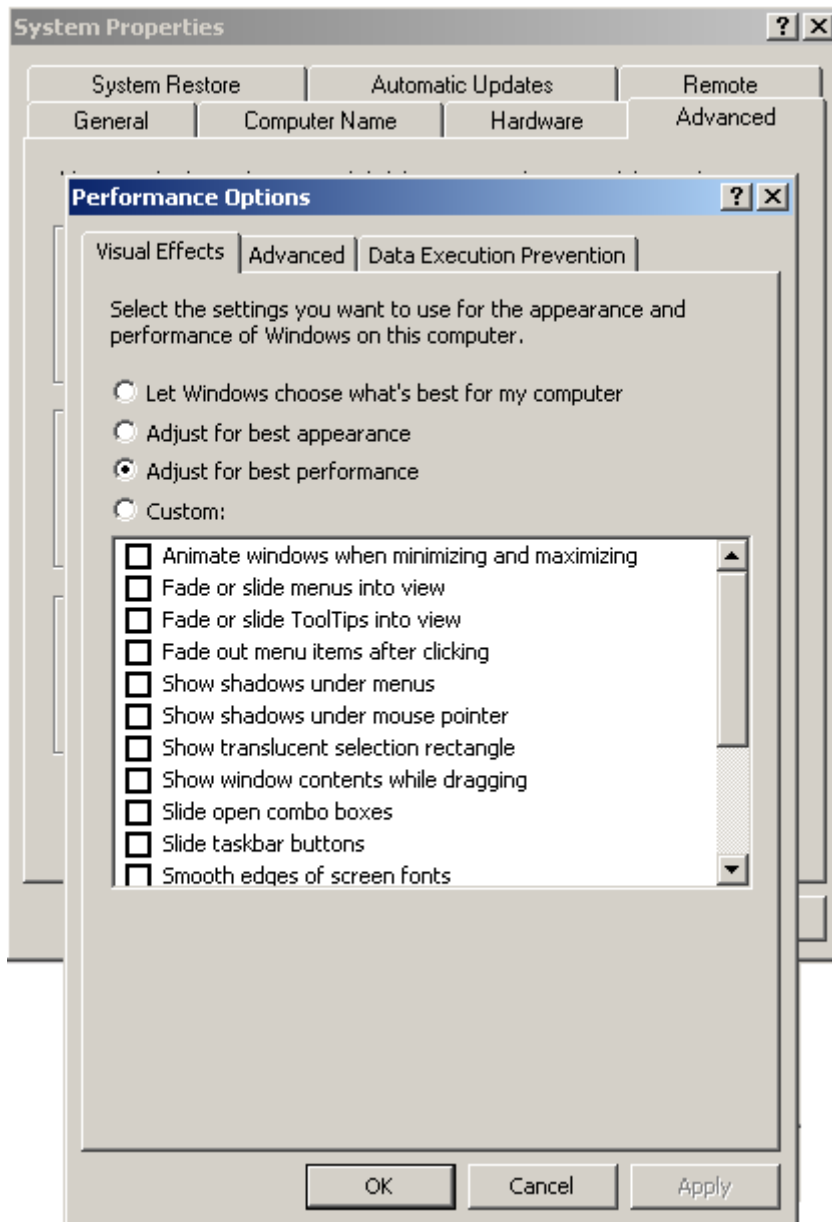 System Properties
System Restore Automatic Updates Remote
General Computer Name Hardware Advanced
Performance Options
Visual Effects Advanced Data Execution Prevention
Select the settings you want to use for the appearance and
performance of Windows on this computer.
Let Windows choose what's best for my computer
Adjust for best appearance
Adjust for best performance
Custom:
Animate windows when minimizing and maximizing
Fade or slide menus into view
Fade or slide ToolTips into view
Fade out menu items after clicking
Show shadows under menus
Show shadows under mouse pointer
Show translucent selection rectangle
Show window contents while dragging
Slide open combo boxes
Slide taskbar buttons
Smooth edges of screen fonts
OK Cancel Apply